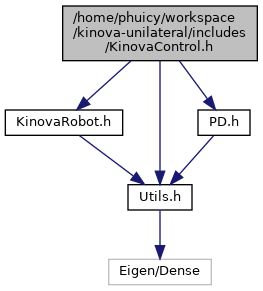 /home/phuicy/workspace
/kinova-unilateral/includes
/KinovaControl.h
KinovaRobot.h
PD.h
Utils.h
Eigen/Dense